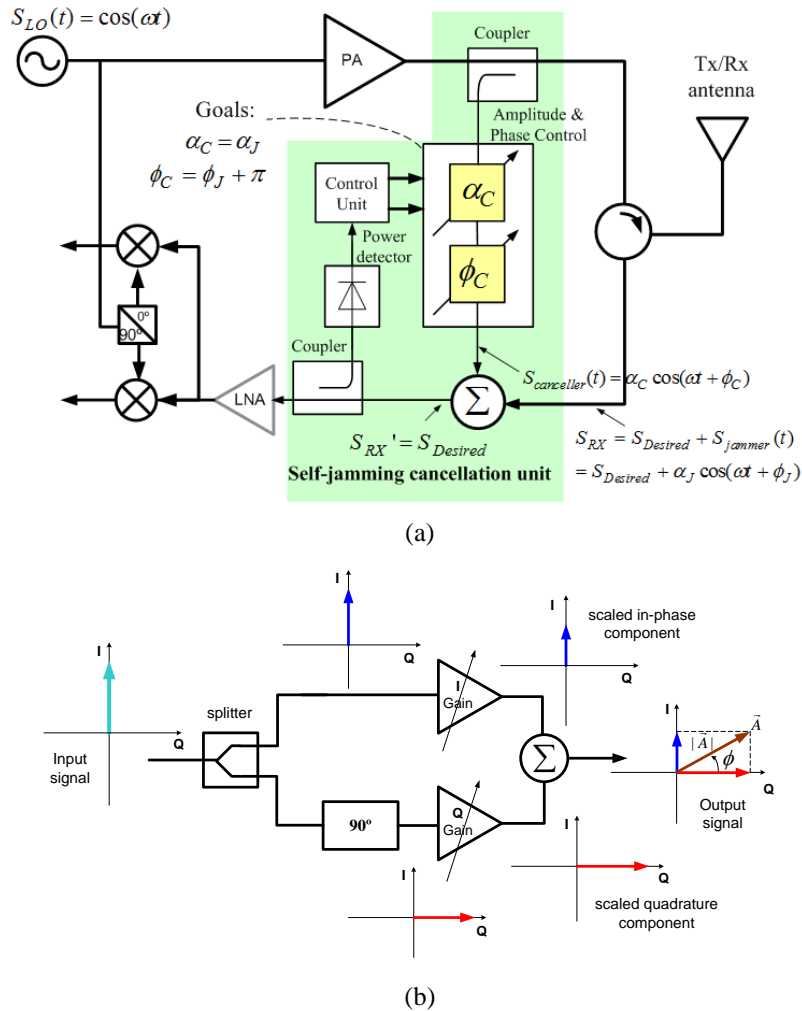 S_LO(t) = cos(ωt)
PA
Coupler
Tx/Rx
antenna
Goals:
α_C = α_J
ϕ_C = ϕ_J + π
Amplitude &
Phase Control
Control
Unit
α_C
Power
detector
ϕ_C
0º
90º
Coupler
S_canceller(t) = α_C cos(ωt + ϕ_C)
LNA
Σ
S_RX' = S_Desired
S_RX = S_Desired + S_jammer(t)
= S_Desired + α_J cos(ωt + ϕ_J)
Self-jamming cancellation unit
(a)
I
Q
I
Q
scaled in-phase
component
I
Q
Input
signal
splitter
I
Gain
Σ
I
Q
A⃗
|A⃗|
ϕ
Output
signal
90º
Q
Gain
I
Q
I
Q
scaled quadrature
component
(b)